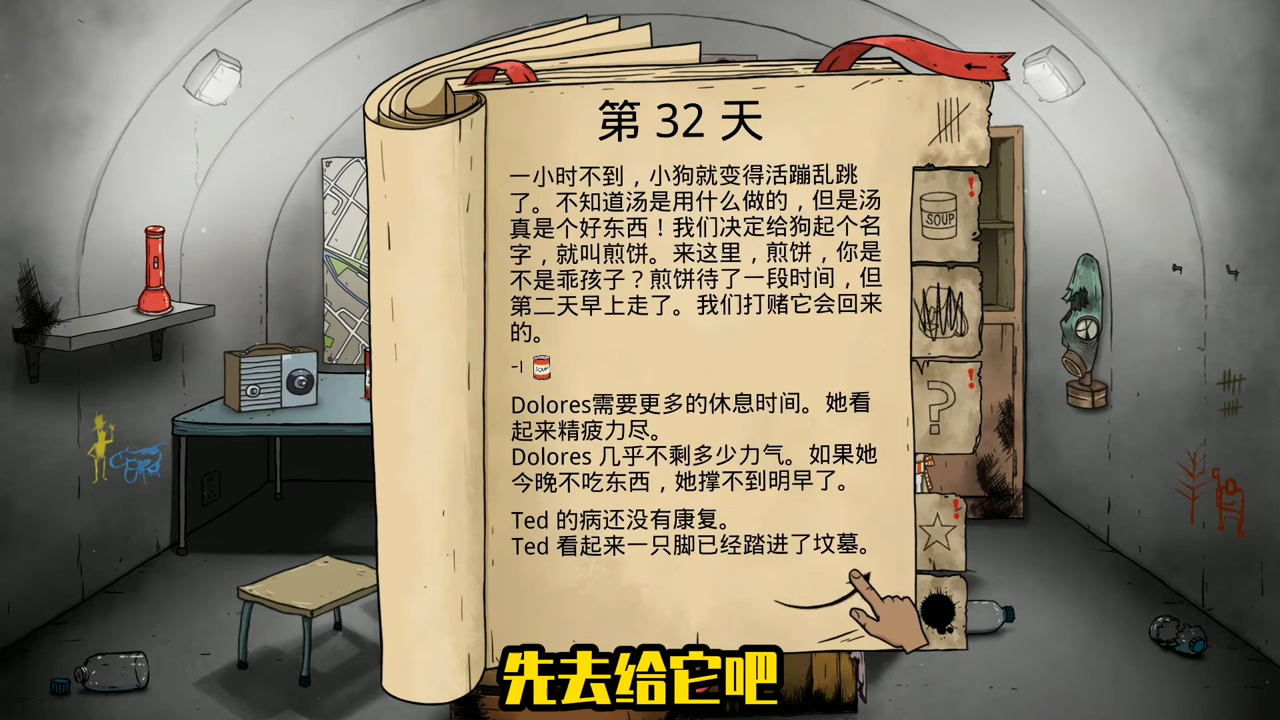 第 32 天
一小时不到，小狗就变得活蹦乱跳
了。不知道汤是用什么做的，但是汤
真是个好东西！我们决定给狗起个名
字，就叫煎饼。来这里，煎饼，你是
不是乖孩子？煎饼待了一段时间，但
第二天早上走了。我们打赌它会回来
的。
-1 SOUP
SOUP
!
?
!
!
Dolores需要更多的休息时间。她看
起来精疲力尽。
Dolores 几乎不剩多少力气。如果她
今晚不吃东西，她撑不到明早了。
Ted 的病还没有康复。
Ted 看起来一只脚已经踏进了坟墓。
先去给它吧